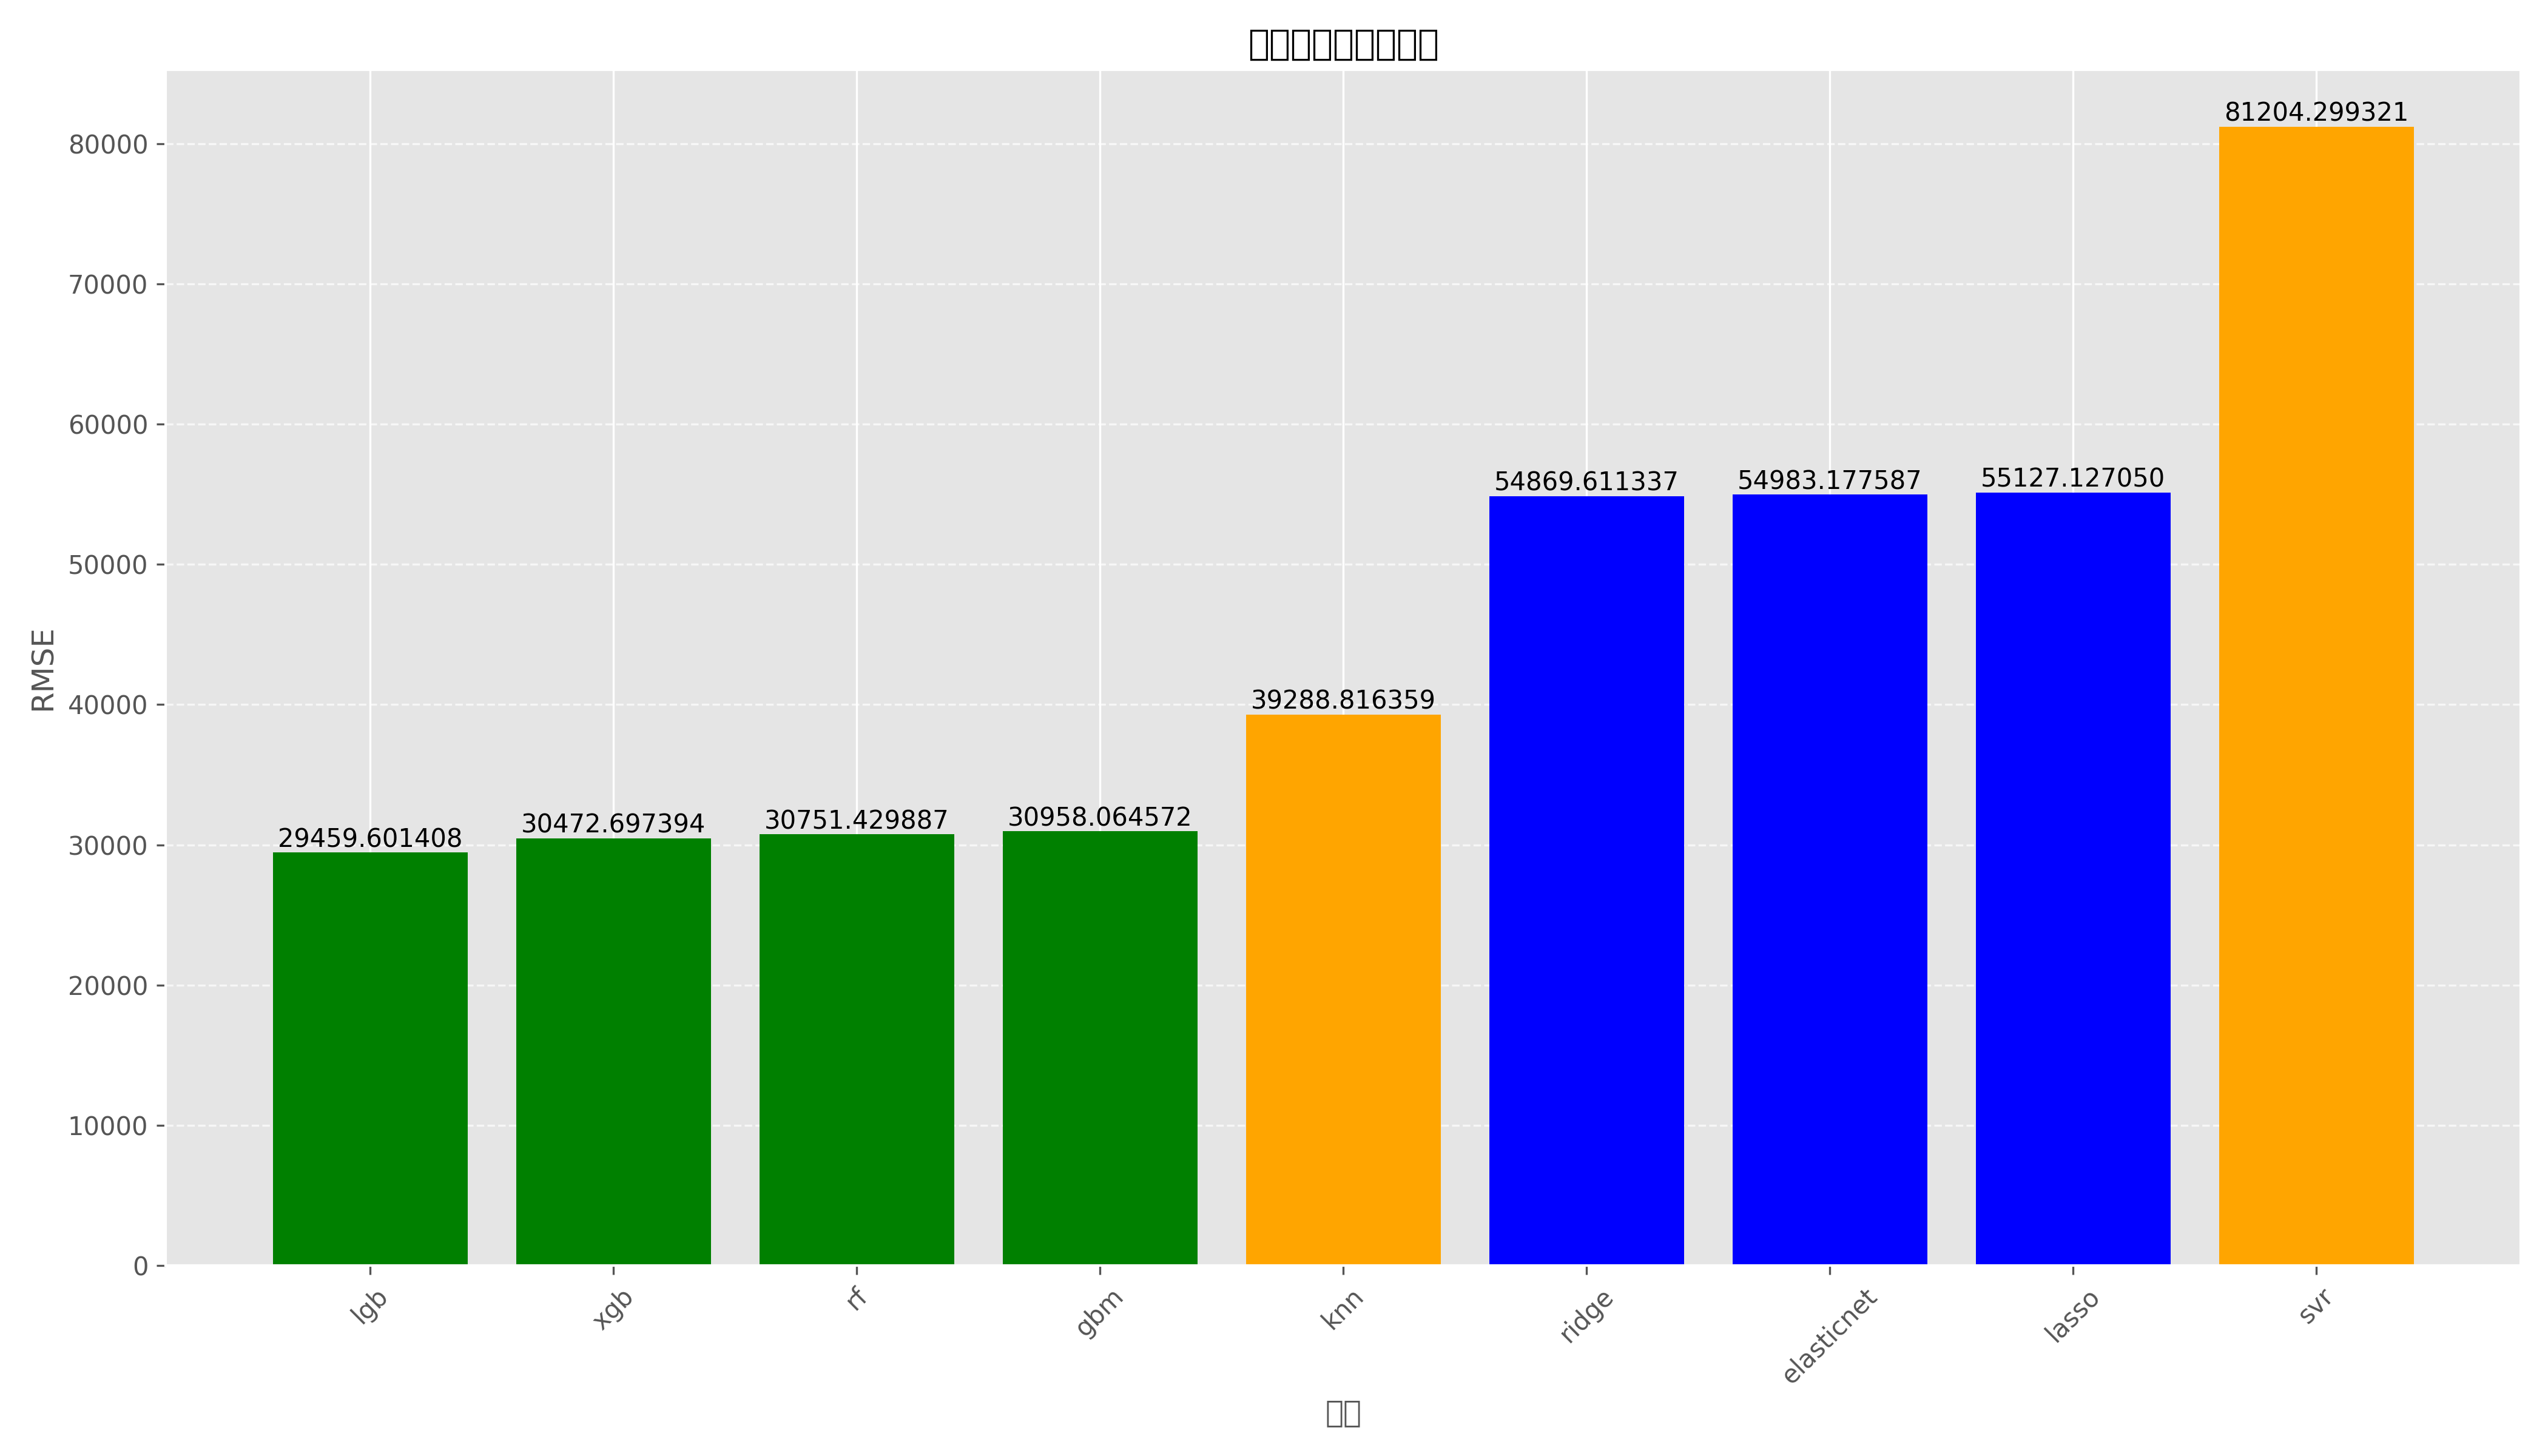 81204.299321
80000
70000
60000
54869.611337 54983.177587 55127.127050
50000
RMSE
40000
39288.816359
29459.601408 30472.697394 30751.429887 30958.064572
30000
20000
10000
0
lgb xgb rf gbm knn ridge elasticnet lasso svr